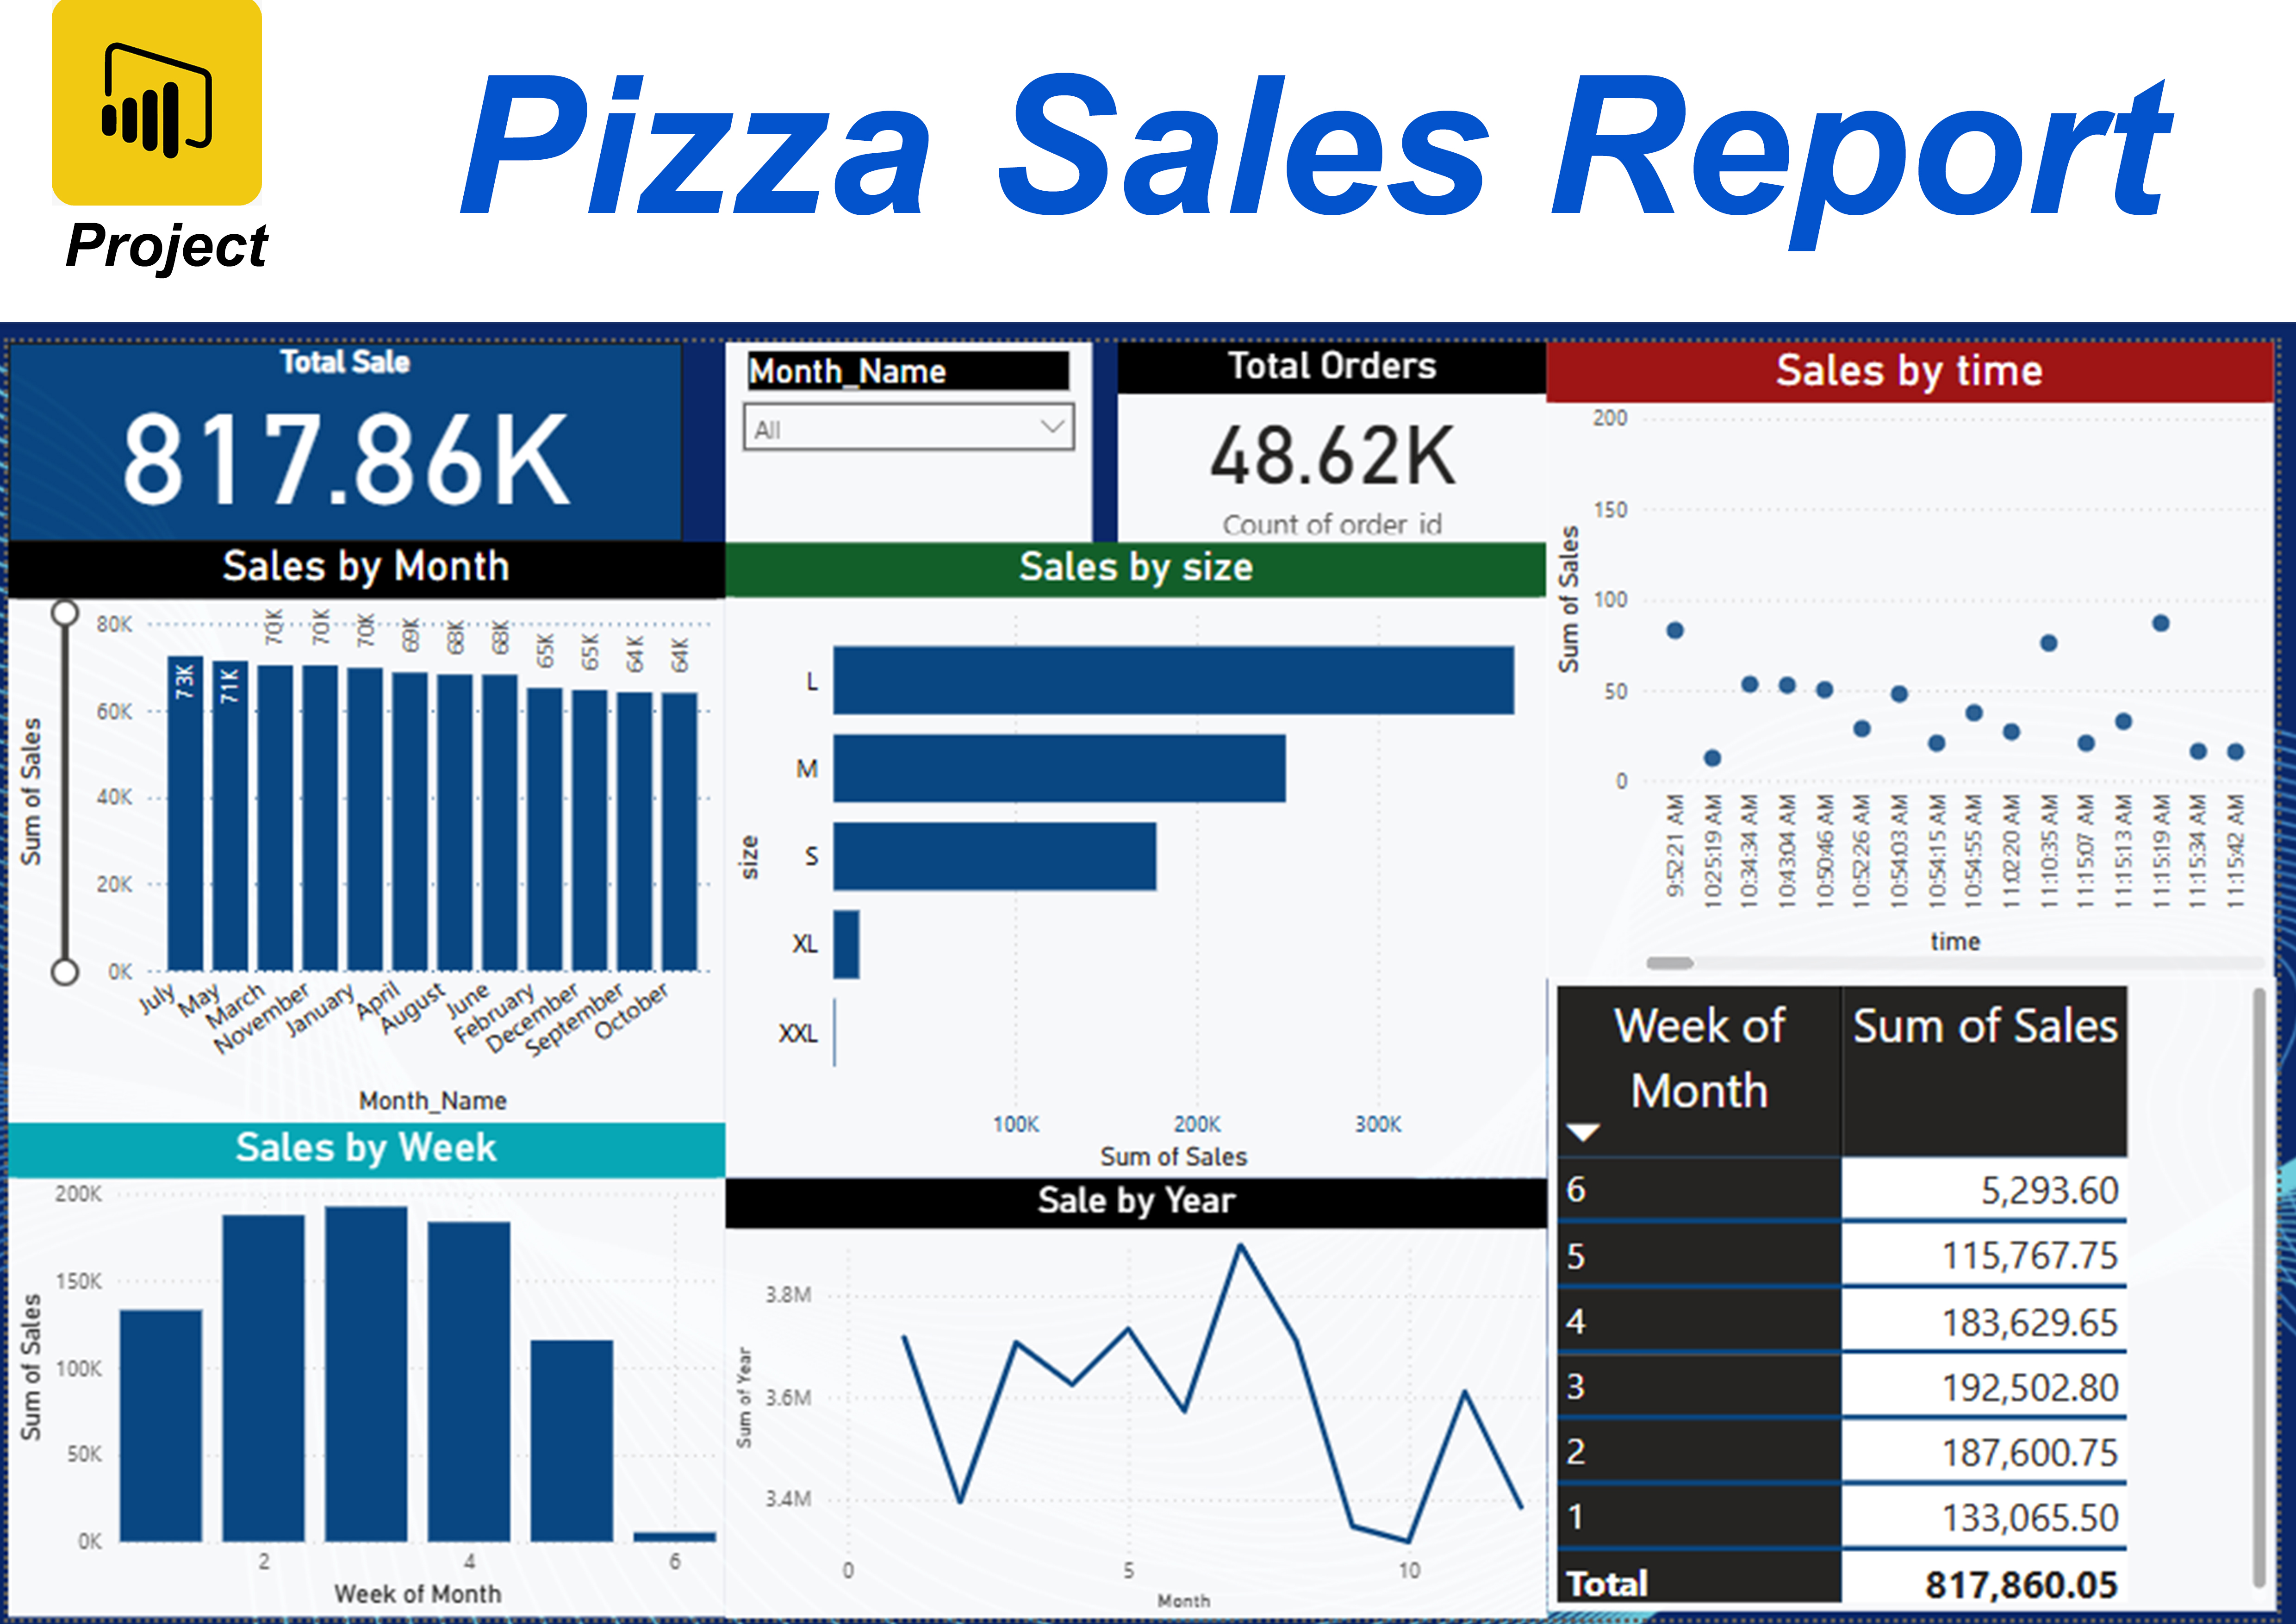 Pizza Sales Report
Project
Total Sale
817.86K
Month_Name
All
Total Orders
48.62K
Count of order_id
Sales by time
Sum of Sales
200
150
100
50
0
9:52:21 AM
10:25:19 AM
10:34:34 AM
10:43:04 AM
10:50:46 AM
10:52:26 AM
10:54:03 AM
10:54:15 AM
10:54:55 AM
11:02:20 AM
11:10:35 AM
11:15:07 AM
11:15:13 AM
11:15:19 AM
11:15:34 AM
11:15:42 AM
time
Sales by Month
Sum of Sales
80K
60K
40K
20K
0K
73K
71K
70K
70K
70K
69K
68K
68K
65K
65K
64K
64K
July
May
March
November
January
April
August
June
February
December
September
October
Month_Name
Sales by size
size
L
M
S
XL
XXL
100K 200K 300K
Sum of Sales
Sales by Week
Sum of Sales
200K
150K
100K
50K
0K
2 4 6
Week of Month
Sale by Year
Sum of Year
3.8M
3.6M
3.4M
0 5 10
Month
Week of Month Sum of Sales
6 5,293.60
5 115,767.75
4 183,629.65
3 192,502.80
2 187,600.75
1 133,065.50
Total 817,860.05